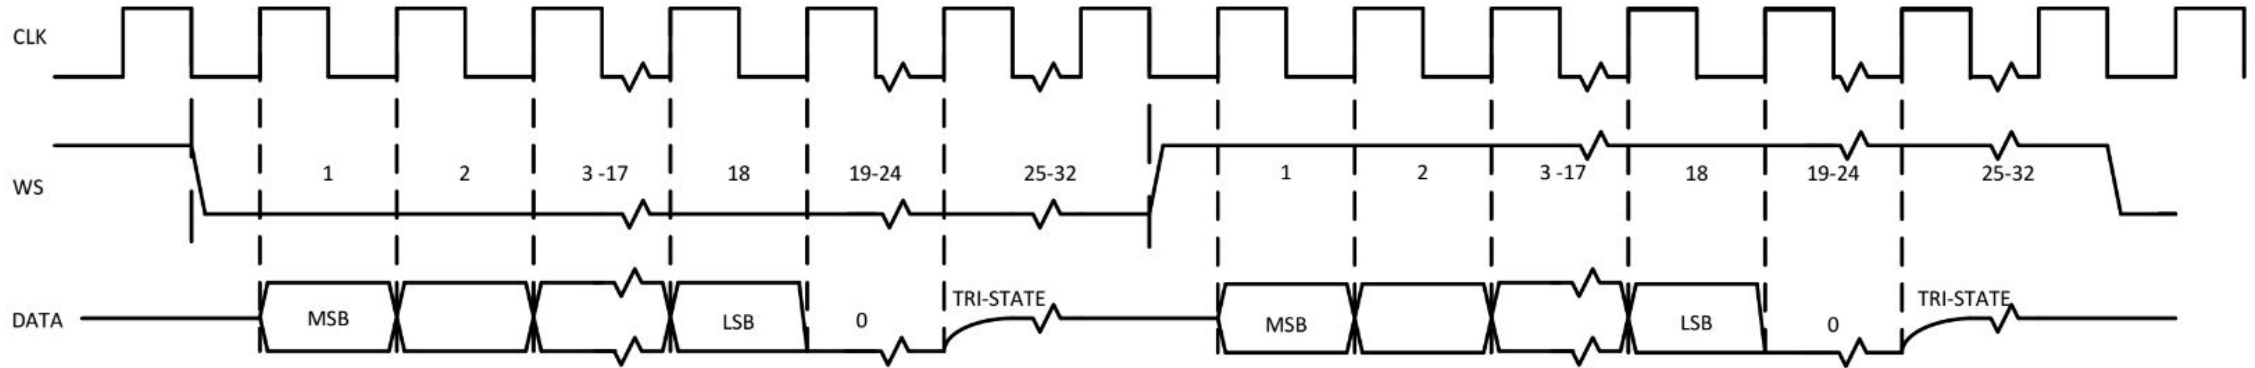 CLK
WS
1 2 3 -17 18 19-24 25-32 1 2 3 -17 18 19-24 25-32
TRI-STATE TRI-STATE
DATA MSB LSB 0 MSB LSB 0